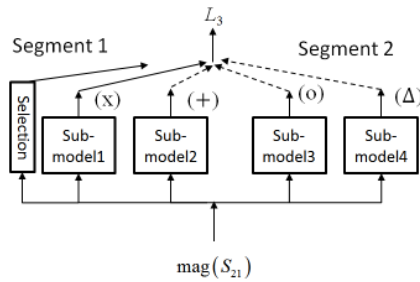 L₃
Segment 1
Segment 2
(x)
(+)
(o)
(Δ)
Selection
Sub-
model1
Sub-
model2
Sub-
model3
Sub-
model4
mag(S₂₁)